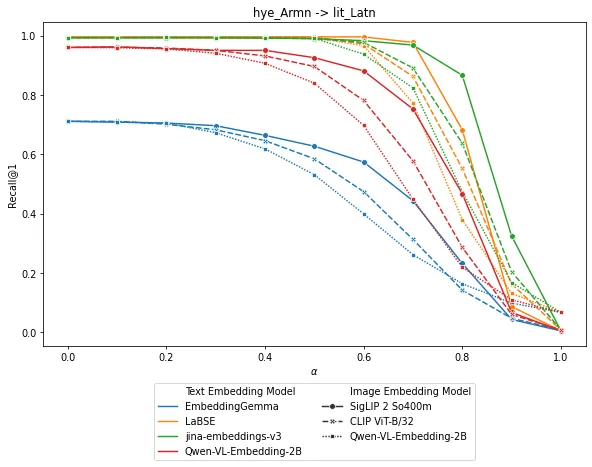 hye_Armn -> lit_Latn
1.0
0.8
0.6
0.4
0.2
0.0
Recall@1
0.0 0.2 0.4 0.6 0.8 1.0
α
Text Embedding Model Image Embedding Model
EmbeddingGemma SigLIP 2 So400m
LaBSE CLIP ViT-B/32
jina-embeddings-v3 Qwen-VL-Embedding-2B
Qwen-VL-Embedding-2B